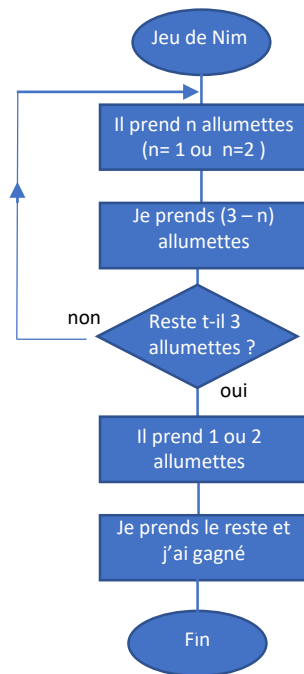 Jeu de Nim
Il prend n allumettes
(n= 1 ou n=2 )
Je prends (3 – n)
allumettes
non
Reste t-il 3
allumettes ?
oui
Il prend 1 ou 2
allumettes
Je prends le reste et
j'ai gagné
Fin